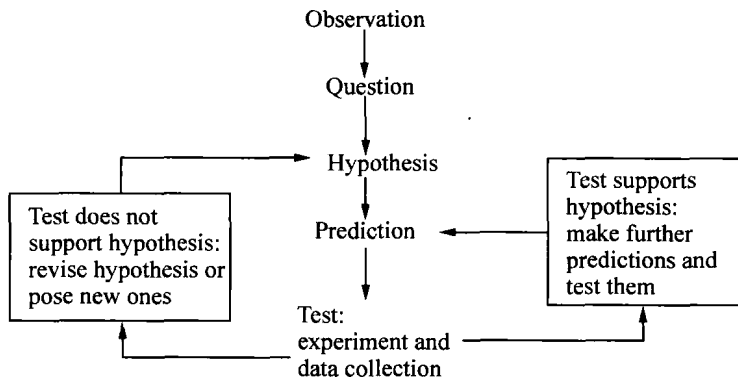 Observation
Question
Hypothesis
Prediction
Test:
experiment and
data collection
Test does not
support hypothesis:
revise hypothesis or
pose new ones
Test supports
hypothesis:
make further
predictions and
test them